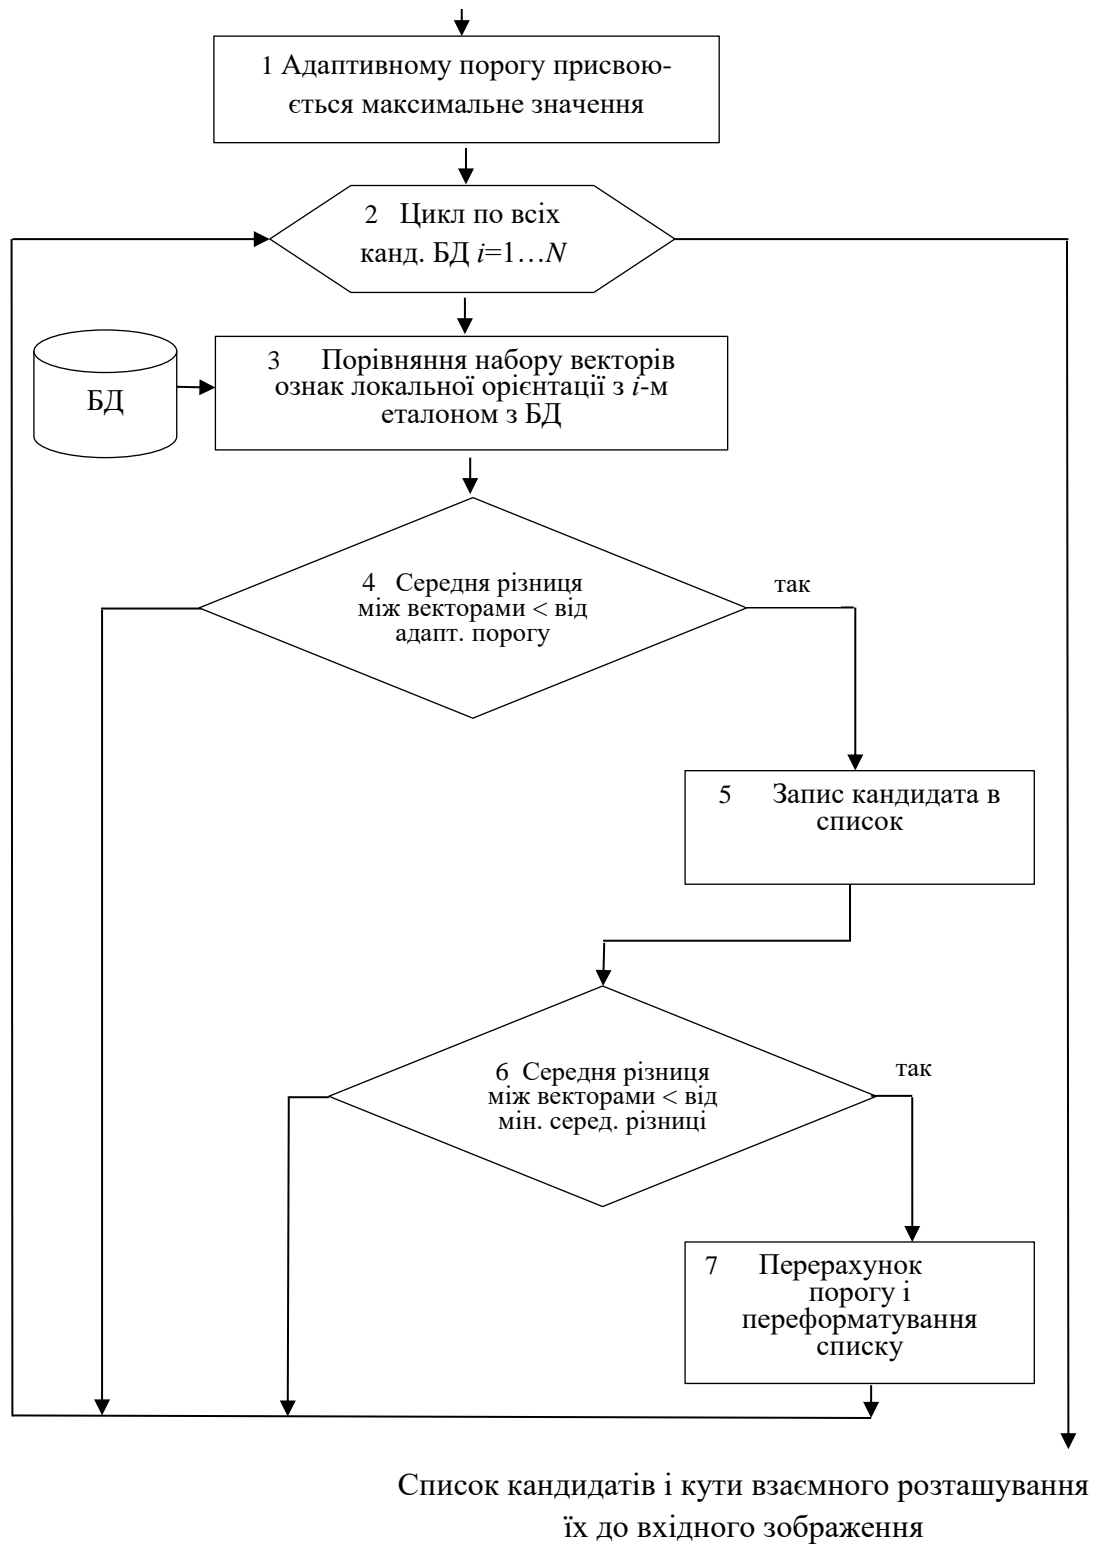 1 Адаптивному порогу присвою-
ється максимальне значення
2 Цикл по всіх
канд. БД i=1…N
3 Порівняння набору векторів
ознак локальної орієнтації з i-м
еталоном з БД
БД
4 Середня різниця
між векторами < від
адапт. порогу
так
5 Запис кандидата в
список
6 Середня різниця
між векторами < від
мін. серед. різниці
так
7 Перерахунок
порогу і
переформатування
списку
Список кандидатів і кути взаємного розташування
їх до вхідного зображення